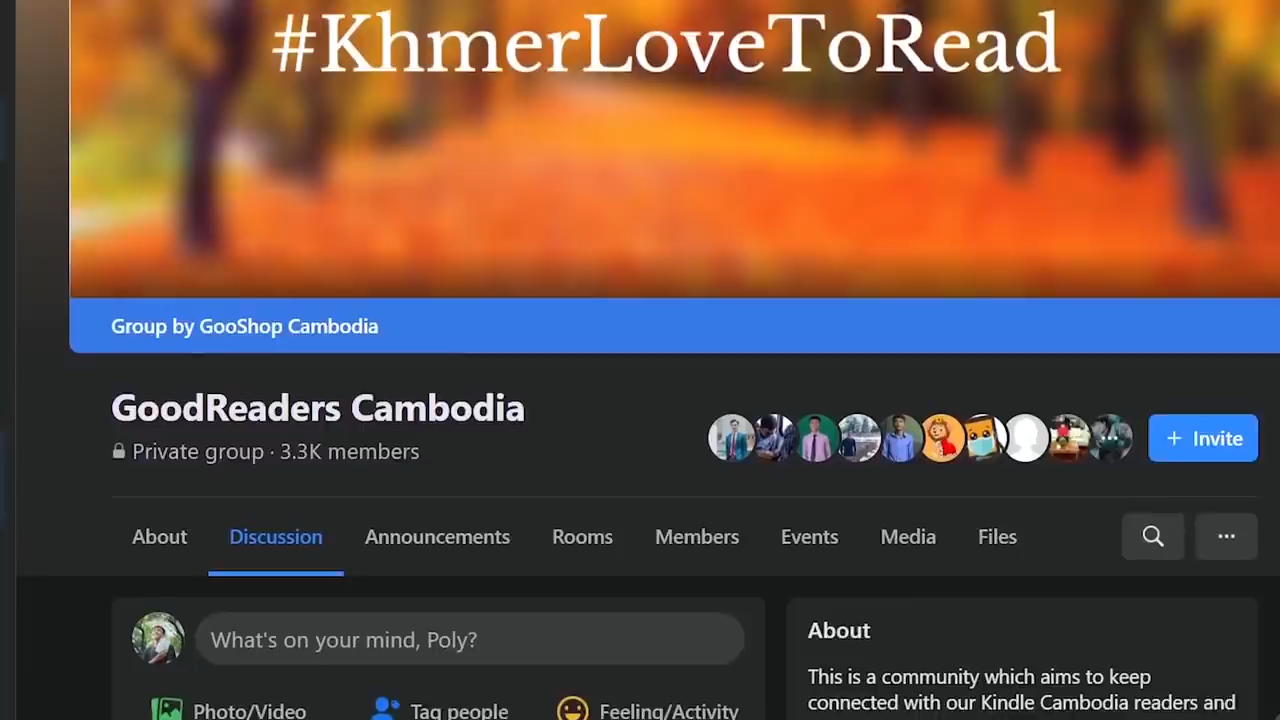 #KhmerLoveToRead
Group by GooShop Cambodia
GoodReaders Cambodia
Private group · 3.3K members
+ Invite
About Discussion Announcements Rooms Members Events Media Files
What's on your mind, Poly?
Photo/Video Tag people Feeling/Activity
About
This is a community which aims to keep
connected with our Kindle Cambodia readers and